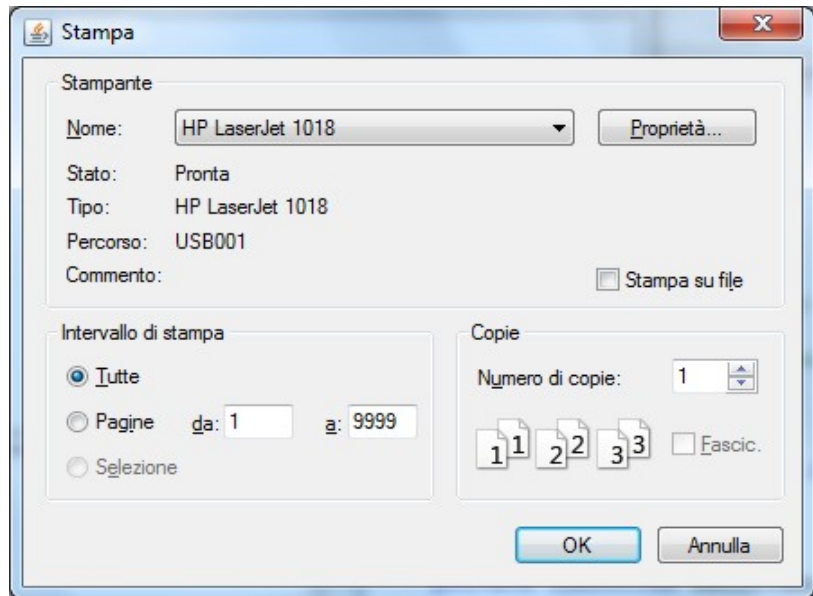 Stampa
Stampante
Nome: HP LaserJet 1018 Proprietà...
Stato: Pronta
Tipo: HP LaserJet 1018
Percorso: USB001
Commento: Stampa su file
Intervallo di stampa Copie
Tutte Numero di copie: 1
Pagine da: 1 a: 9999
1 1 2 2 3 3 Fascic.
Selezione
OK Annulla